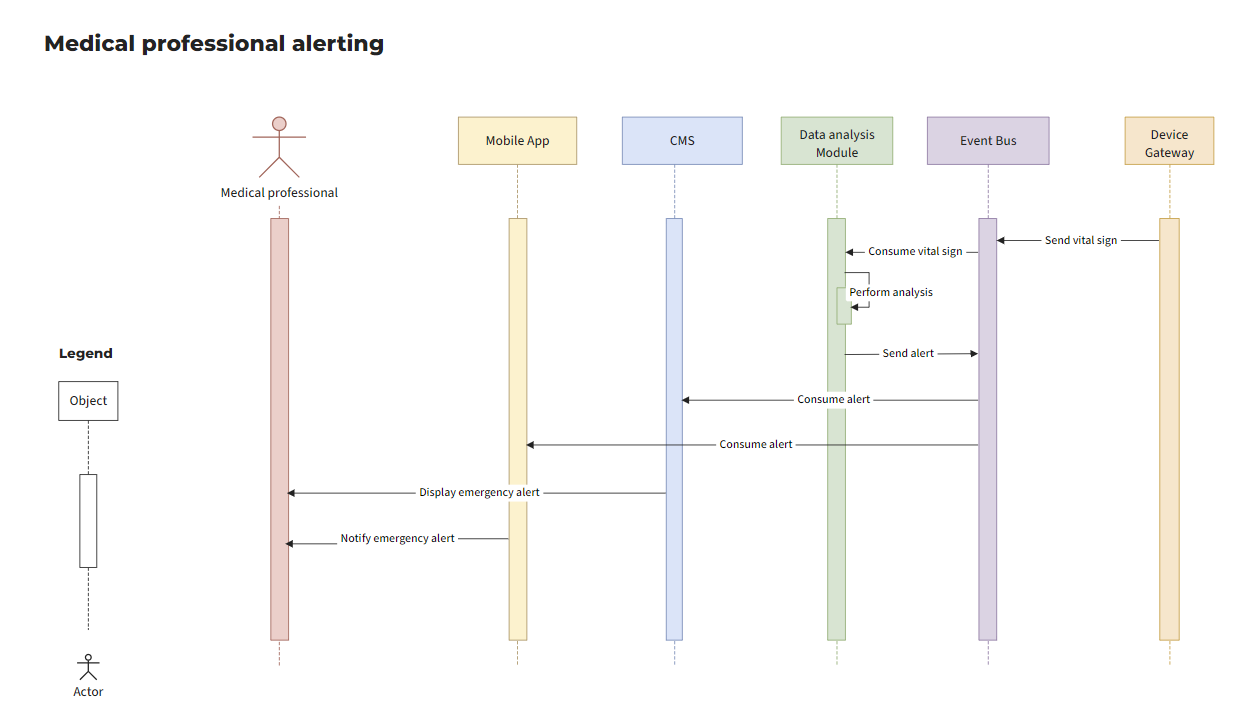 Medical professional alerting
Mobile App
CMS
Data analysis
Module
Event Bus
Device
Gateway
Medical professional
Send vital sign
Consume vital sign
Perform analysis
Send alert
Legend
Object
Consume alert
Consume alert
Display emergency alert
Notify emergency alert
Actor